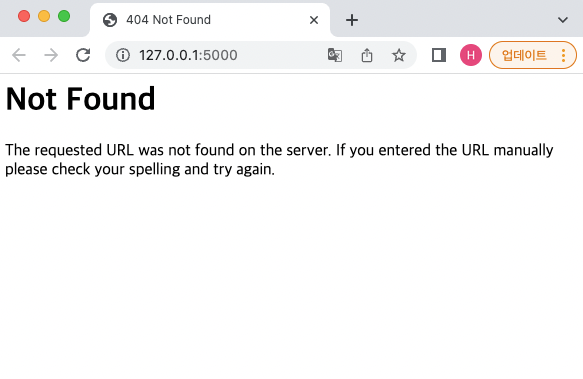 404 Not Found
127.0.0.1:5000
H
업데이트
Not Found
The requested URL was not found on the server. If you entered the URL manually
please check your spelling and try again.